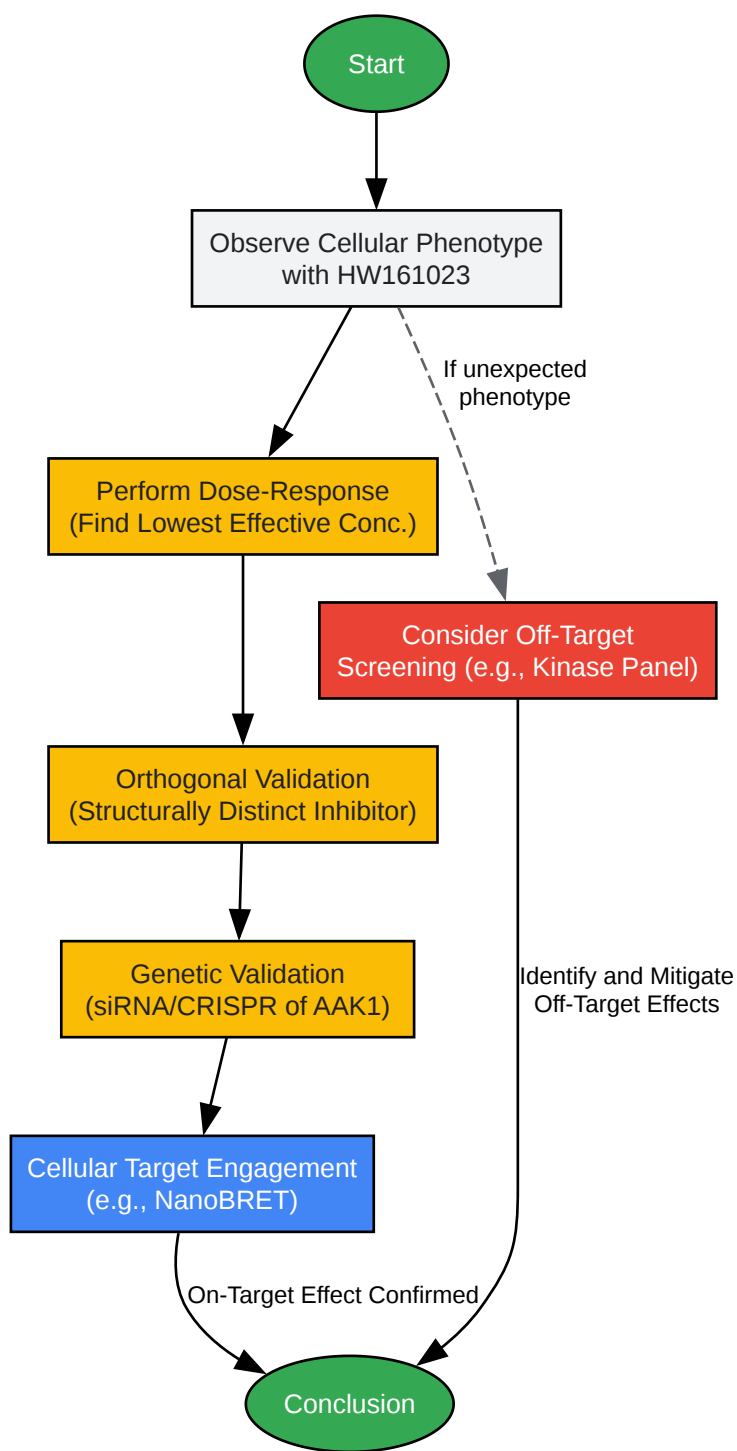 Start
Observe Cellular Phenotype
with HW161023
If unexpected
phenotype
Perform Dose-Response
(Find Lowest Effective Conc.)
Consider Off-Target
Screening (e.g., Kinase Panel)
Orthogonal Validation
(Structurally Distinct Inhibitor)
Genetic Validation
(siRNA/CRISPR of AAK1)
Identify and Mitigate
Off-Target Effects
Cellular Target Engagement
(e.g., NanoBRET)
On-Target Effect Confirmed
Conclusion